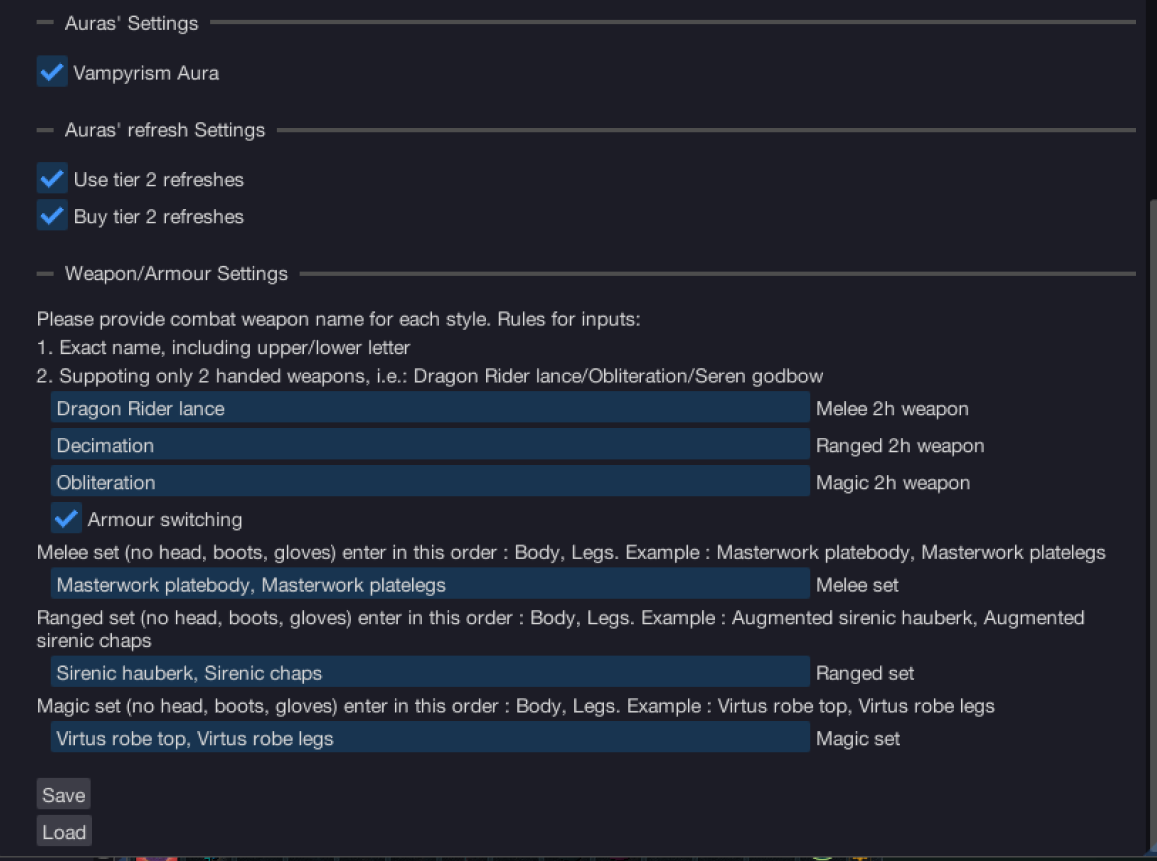 Auras' Settings
Vampyrism Aura
Auras' refresh Settings
Use tier 2 refreshes
Buy tier 2 refreshes
Weapon/Armour Settings
Please provide combat weapon name for each style. Rules for inputs:
1. Exact name, including upper/lower letter
2. Suppoting only 2 handed weapons, i.e.: Dragon Rider lance/Obliteration/Seren godbow
Dragon Rider lance Melee 2h weapon
Decimation Ranged 2h weapon
Obliteration Magic 2h weapon
Armour switching
Melee set (no head, boots, gloves) enter in this order : Body, Legs. Example : Masterwork platebody, Masterwork platelegs
Masterwork platebody, Masterwork platelegs Melee set
Ranged set (no head, boots, gloves) enter in this order : Body, Legs. Example : Augmented sirenic hauberk, Augmented
sirenic chaps
Sirenic hauberk, Sirenic chaps Ranged set
Magic set (no head, boots, gloves) enter in this order : Body, Legs. Example : Virtus robe top, Virtus robe legs
Virtus robe top, Virtus robe legs Magic set
Save
Load